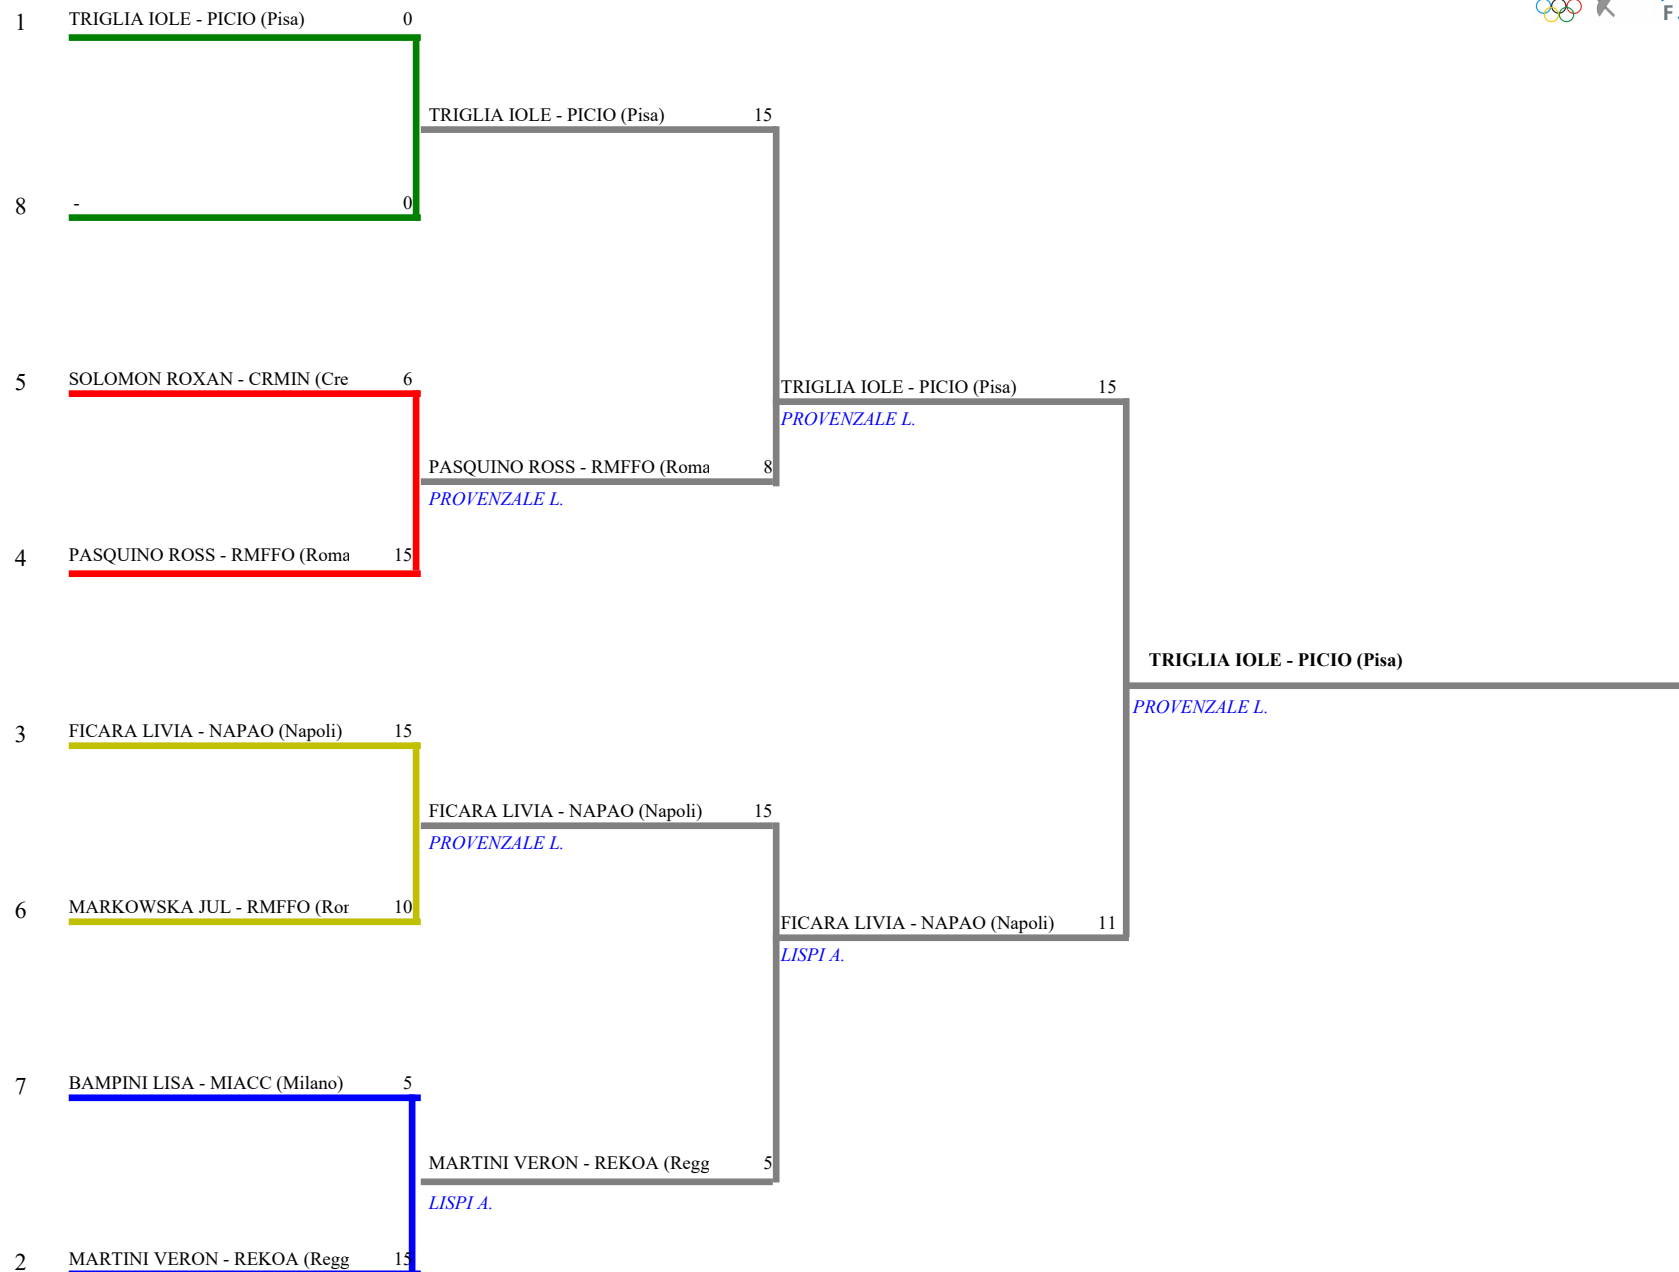 1 TRIGLIA IOLE - PICIO (Pisa) 0
F
TRIGLIA IOLE - PICIO (Pisa) 15
8 - 0
5 SOLOMON ROXAN - CRMIN (Cre 6
TRIGLIA IOLE - PICIO (Pisa) 15
PROVENZALE L.
PASQUINO ROSS - RMFFO (Roma 8
PROVENZALE L.
4 PASQUINO ROSS - RMFFO (Roma 15
TRIGLIA IOLE - PICIO (Pisa)
PROVENZALE L.
3 FICARA LIVIA - NAPAO (Napoli) 15
FICARA LIVIA - NAPAO (Napoli) 15
PROVENZALE L.
6 MARKOWSKA JUL - RMFFO (Ror 10
FICARA LIVIA - NAPAO (Napoli) 11
LISPI A.
7 BAMPINI LISA - MIACC (Milano) 5
MARTINI VERON - REKOA (Regg 5
LISPI A.
2 MARTINI VERON - REKOA (Regg 15